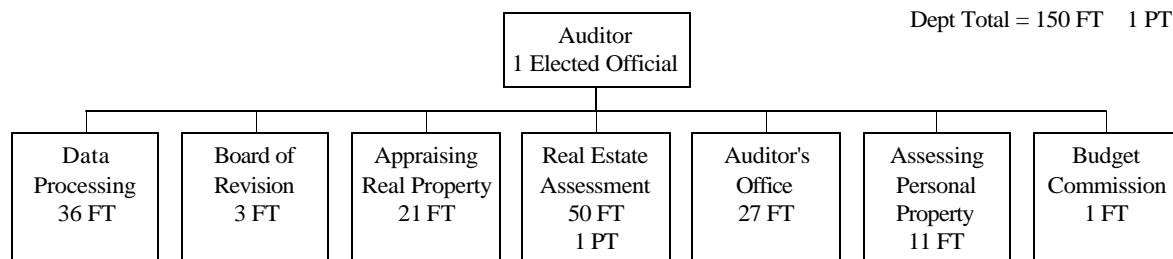 Dept Total = 150 FT 1 PT
Auditor
1 Elected Official
Data
Processing
36 FT
Board of
Revision
3 FT
Appraising
Real Property
21 FT
Real Estate
Assessment
50 FT
1 PT
Auditor's
Office
27 FT
Assessing
Personal
Property
11 FT
Budget
Commission
1 FT